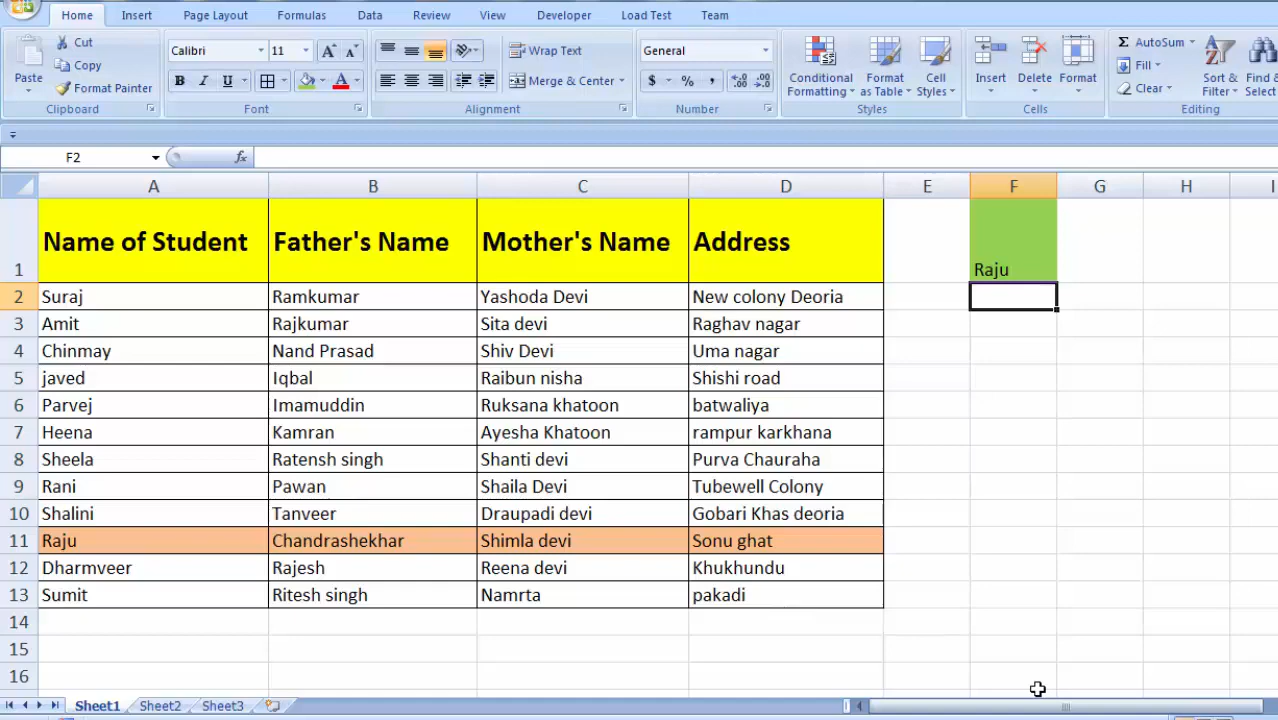 Home Insert Page Layout Formulas Data Review View Developer Load Test Team
Paste
Cut
Copy
Format Painter
Clipboard
Calibri 11 A A
B I U A
Font
Wrap Text
Merge & Center
Alignment
General
$ % ,
Number
Conditional Formatting
Format as Table
Cell Styles
Styles
Insert Delete Format
Cells
Σ AutoSum
Fill
Clear
Sort & Filter
Find
Selec
Editing
F2 fx
A B C D E F G H I
1 Name of Student Father's Name Mother's Name Address Raju
2 Suraj Ramkumar Yashoda Devi New colony Deoria
3 Amit Rajkumar Sita devi Raghav nagar
4 Chinmay Nand Prasad Shiv Devi Uma nagar
5 javed Iqbal Raibun nisha Shishi road
6 Parvej Imamuddin Ruksana khatoon batwaliya
7 Heena Kamran Ayesha Khatoon rampur karkhana
8 Sheela Ratensh singh Shanti devi Purva Chauraha
9 Rani Pawan Shaila Devi Tubewell Colony
10 Shalini Tanveer Draupadi devi Gobari Khas deoria
11 Raju Chandrashekhar Shimla devi Sonu ghat
12 Dharmveer Rajesh Reena devi Khukhundu
13 Sumit Ritesh singh Namrta pakadi
14
15
16
Sheet1 Sheet2 Sheet3